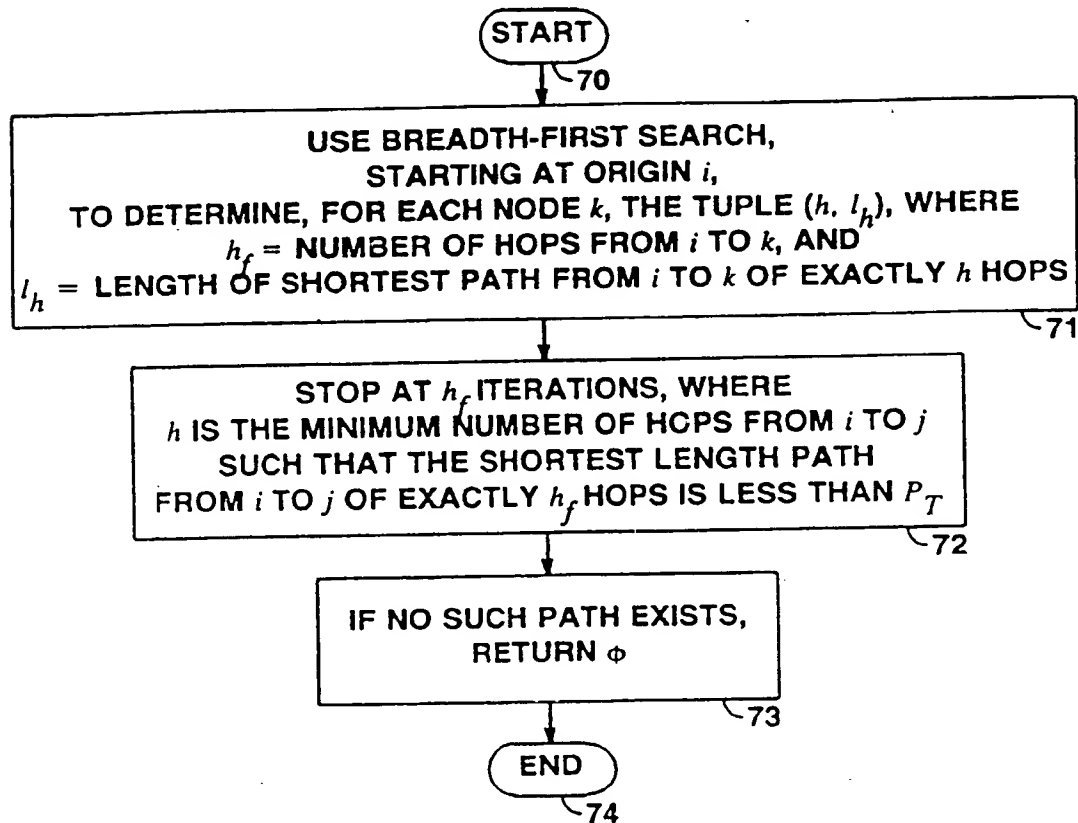 START
70
USE BREADTH-FIRST SEARCH,
STARTING AT ORIGIN i,
TO DETERMINE, FOR EACH NODE k, THE TUPLE (h, l_h), WHERE
h_f = NUMBER OF HOPS FROM i TO k, AND
l_h = LENGTH OF SHORTEST PATH FROM i TO k OF EXACTLY h HOPS
71
STOP AT h_f ITERATIONS, WHERE
h IS THE MINIMUM NUMBER OF HOPS FROM i TO j
SUCH THAT THE SHORTEST LENGTH PATH
FROM i TO j OF EXACTLY h_f HOPS IS LESS THAN P_T
72
IF NO SUCH PATH EXISTS,
RETURN Φ
73
END
74